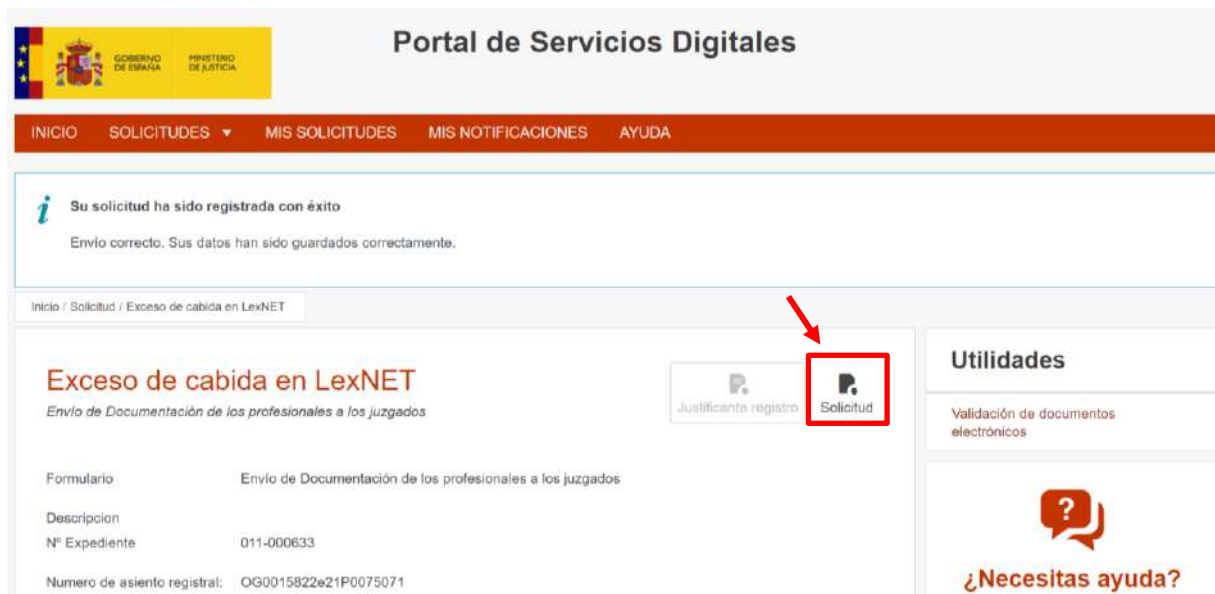 GOBIERNO DE ESPAÑA
MINISTERIO DE JUSTICIA
Portal de Servicios Digitales
INICIO SOLICITUDES MIS SOLICITUDES MIS NOTIFICACIONES AYUDA
i
Su solicitud ha sido registrada con éxito
Envío correcto. Sus datos han sido guardados correctamente.
Inicio / Solicitud / Exceso de cabida en LexNET
Exceso de cabida en LexNET
Envío de Documentación de los profesionales a los juzgados
Justificante registro
Solicitud
Formulario Envío de Documentación de los profesionales a los juzgados
Descripcion
Nº Expediente 011-000633
Numero de asiento registral: OG0015822e21P0075071
Utilidades
Validación de documentos
electrónicos
?
¿Necesitas ayuda?